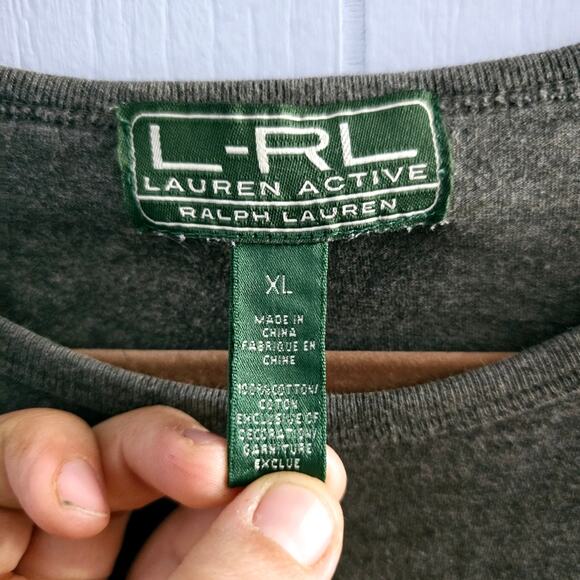 L-RL
LAUREN ACTIVE
RALPH LAUREN
XL
MADE IN
CHINA
FABRIQUE EN
CHINE
100% COTTON/
COTON
EXCLUSIVE OF
DECORATION
GARNITURE
EXCLUE